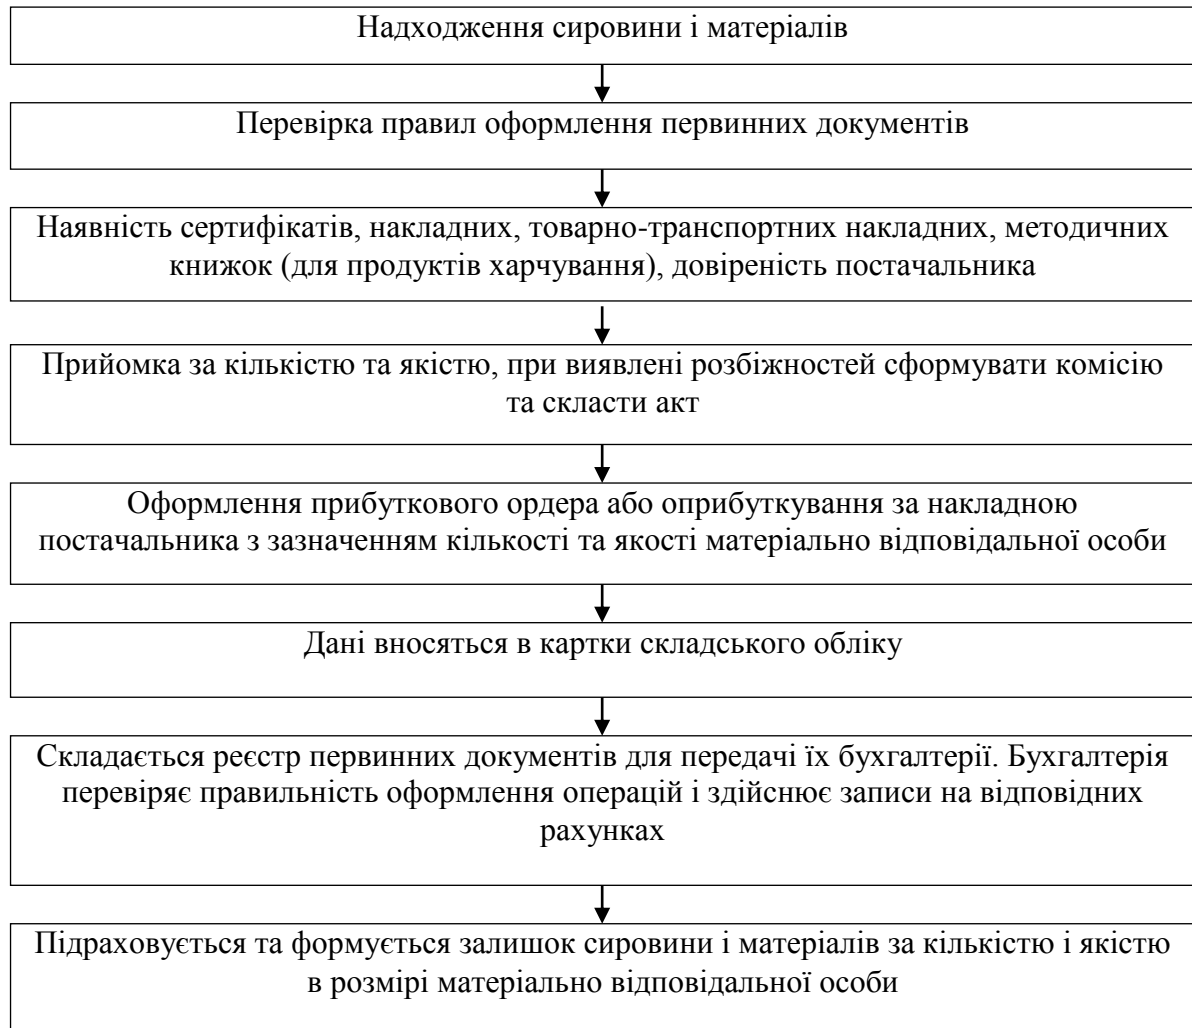 Надходження сировини і матеріалів
Перевірка правил оформлення первинних документів
Наявність сертифікатів, накладних, товарно-транспортних накладних, методичних
книжок (для продуктів харчування), довіреність постачальника
Прийомка за кількістю та якістю, при виявлені розбіжностей сформувати комісію
та скласти акт
Оформлення прибуткового ордера або оприбуткування за накладною
постачальника з зазначенням кількості та якості матеріально відповідальної особи
Дані вносяться в картки складського обліку
Складається реєстр первинних документів для передачі їх бухгалтерії. Бухгалтерія
перевіряє правильність оформлення операцій і здійснює записи на відповідних
рахунках
Підраховується та формується залишок сировини і матеріалів за кількістю і якістю
в розмірі матеріально відповідальної особи